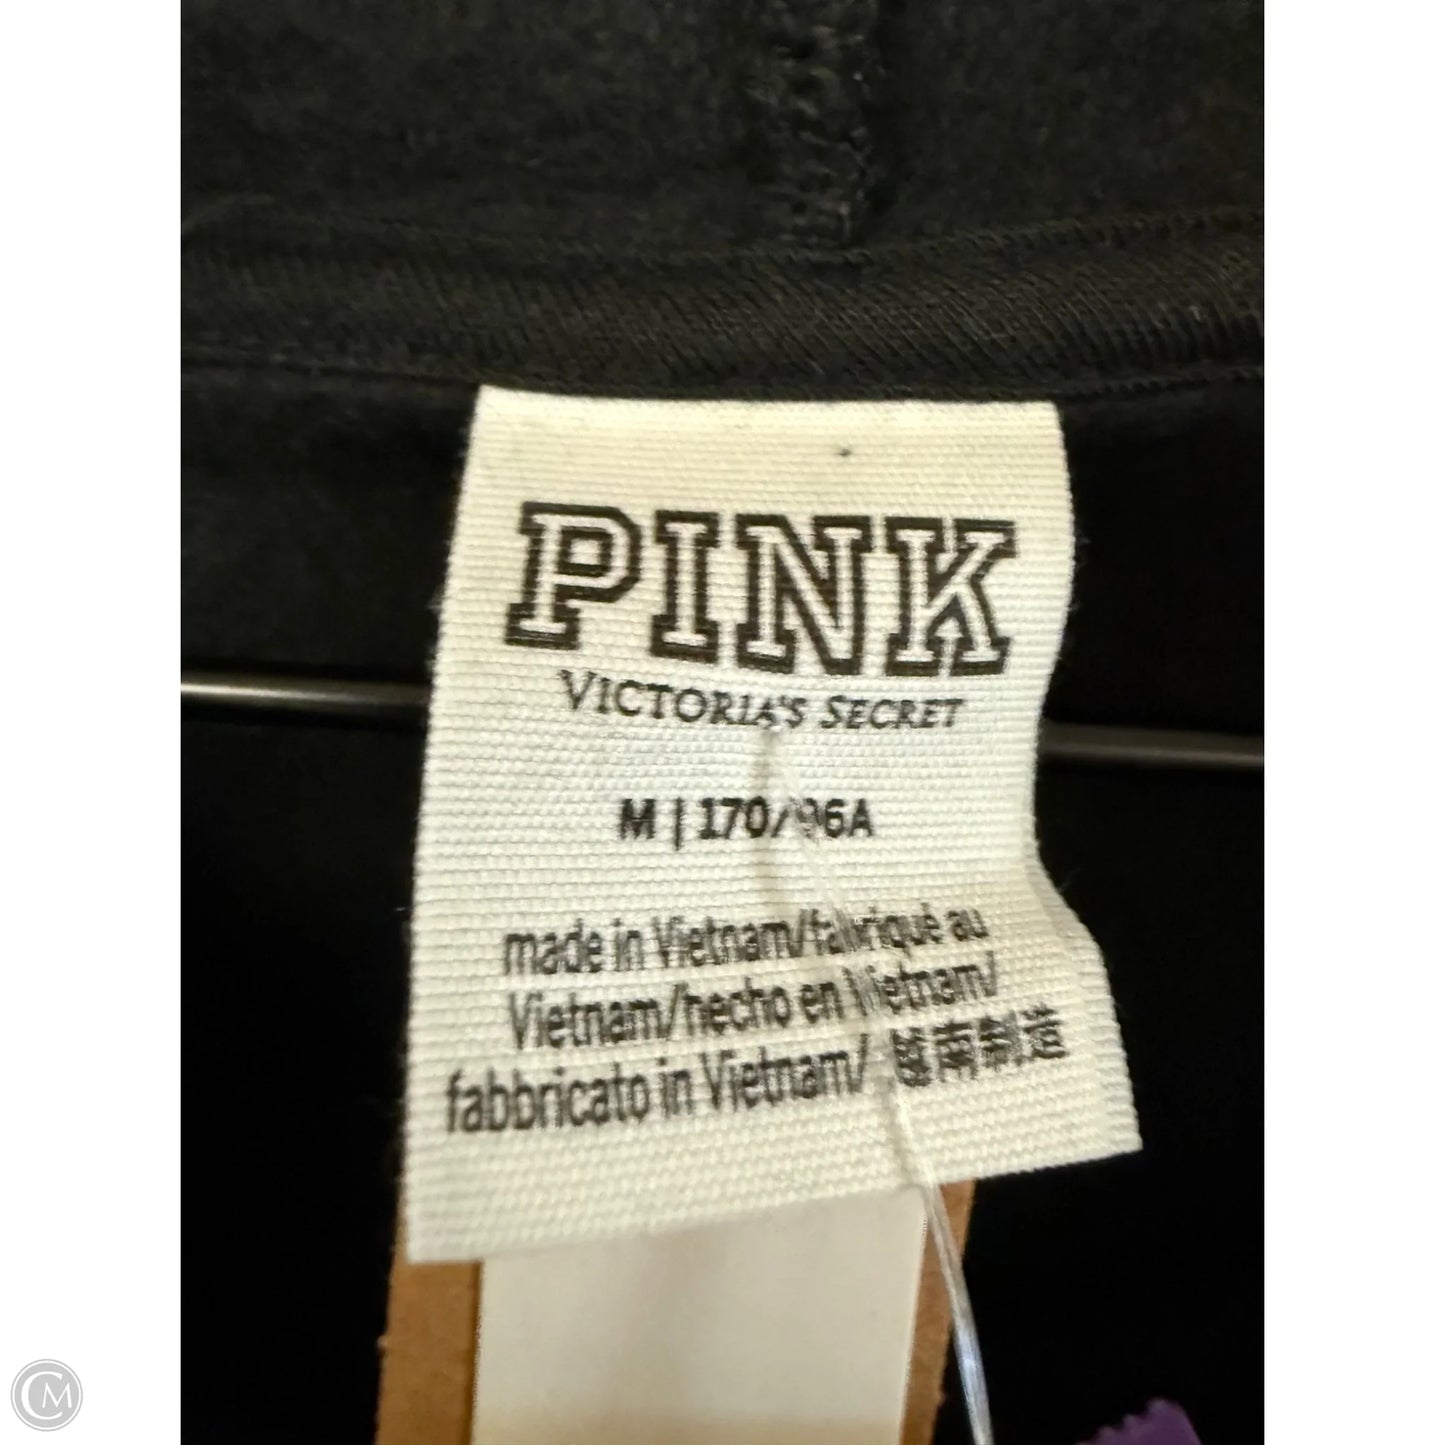 PINK
VICTORIA'S SECRET
M | 170/96A
made in Vietnam/fabriqué au
Vietnam/hecho en Vietnam/
fabbricato in Vietnam/ 越南制造
CM